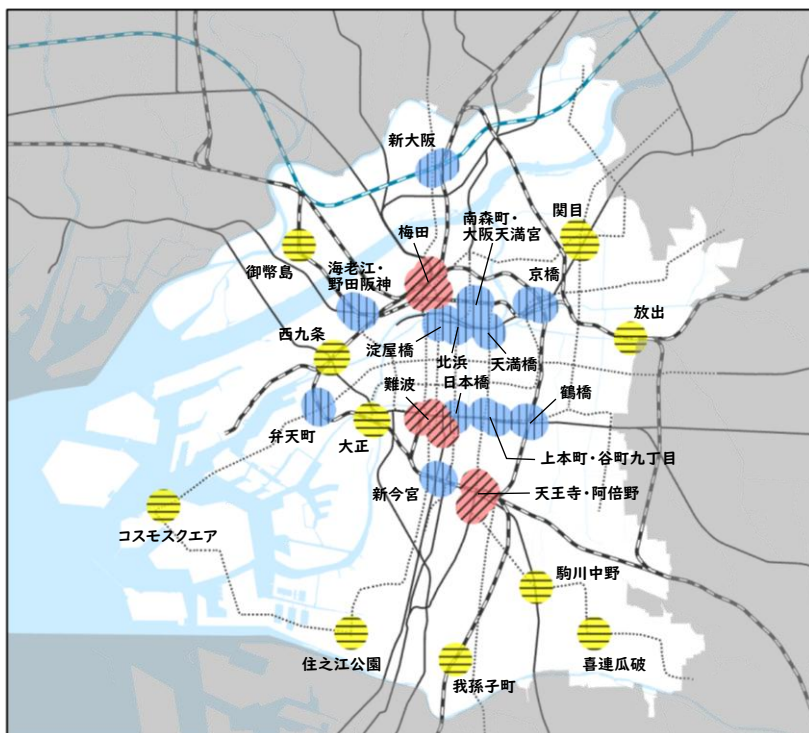 新大阪
関目
南森町・
大阪天満宮
梅田
御幣島
海老江・
野田阪神
京橋
放出
西九条
淀屋橋
北浜
天満橋
難波
日本橋
鶴橋
弁天町
大正
上本町・谷町九丁目
新今宮
天王寺・阿倍野
コスモスクエア
駒川中野
住之江公園
我孫子町
喜連瓜破